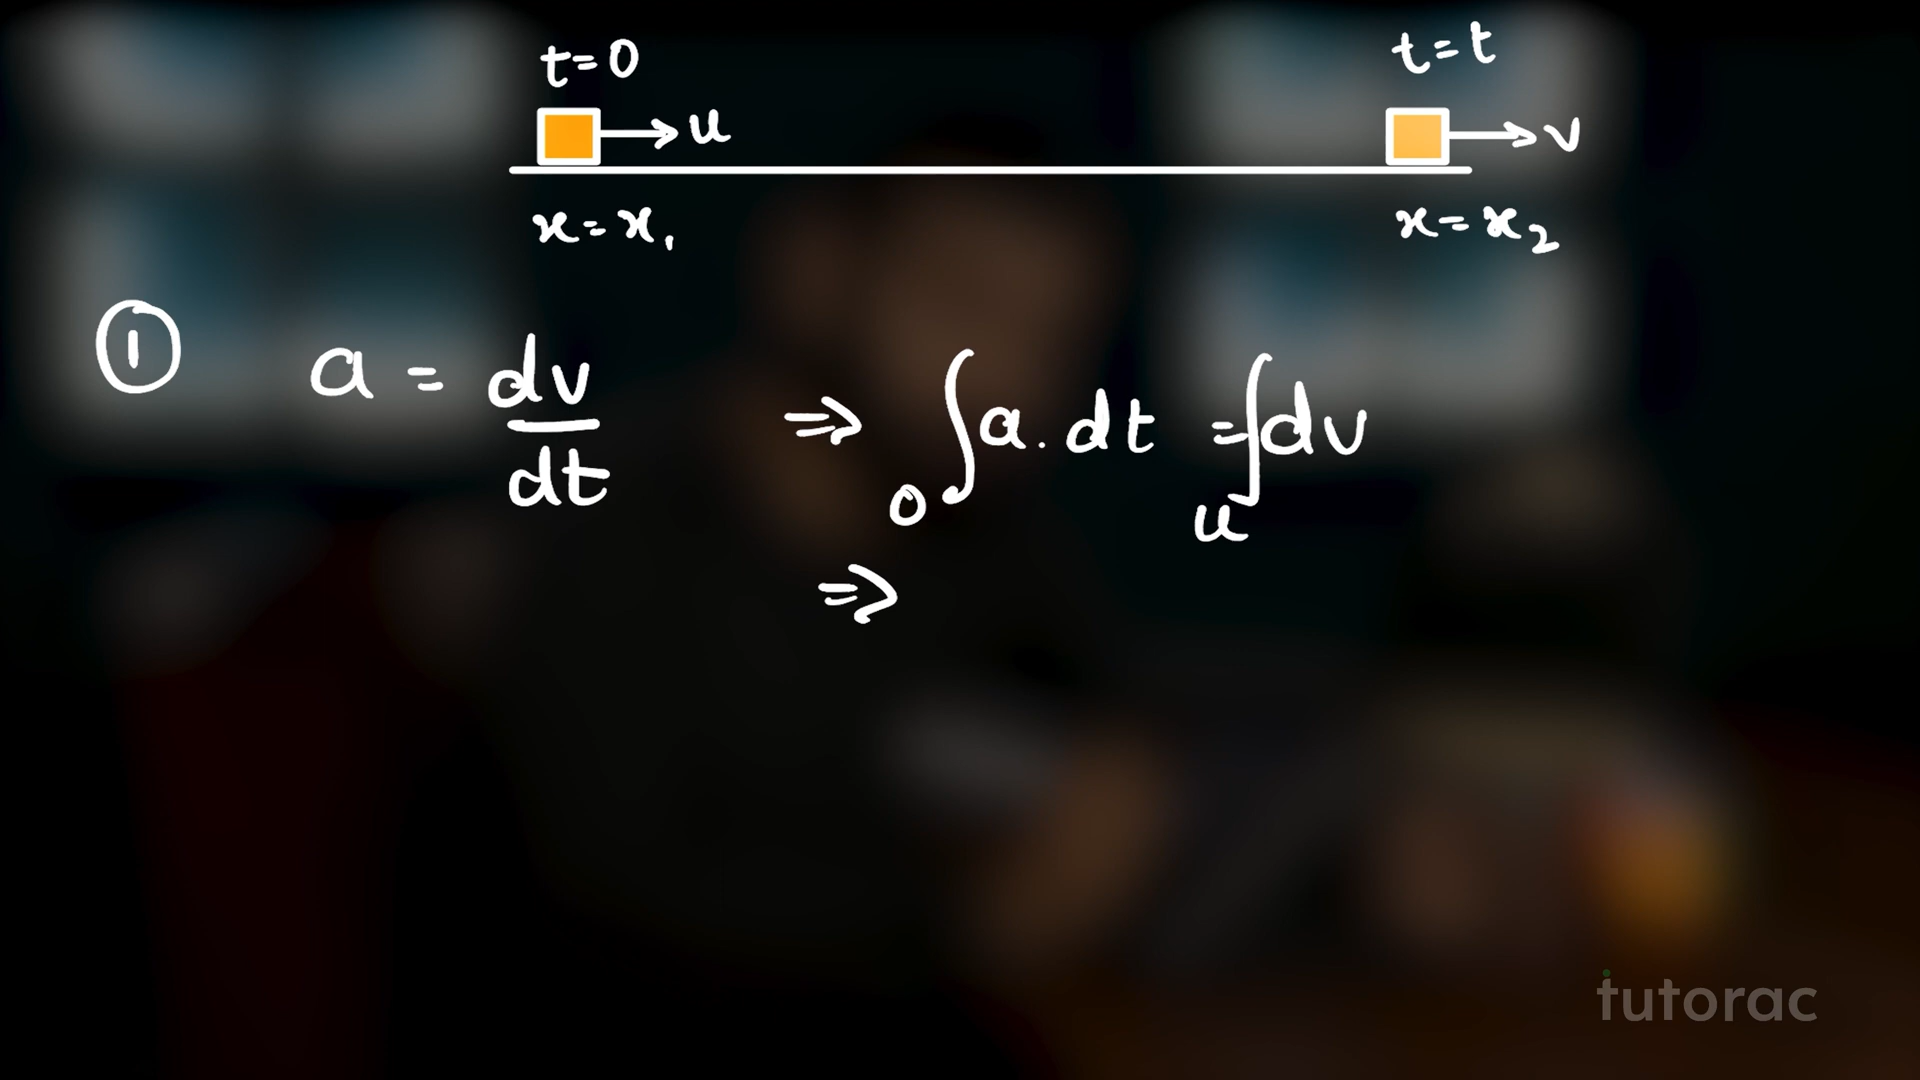 t=0 t=t
u v
x=x₁ x=x₂
① a = dv/dt ⇒ ∫₀ a.dt = ∫ᵤ dv
⇒
tutorac